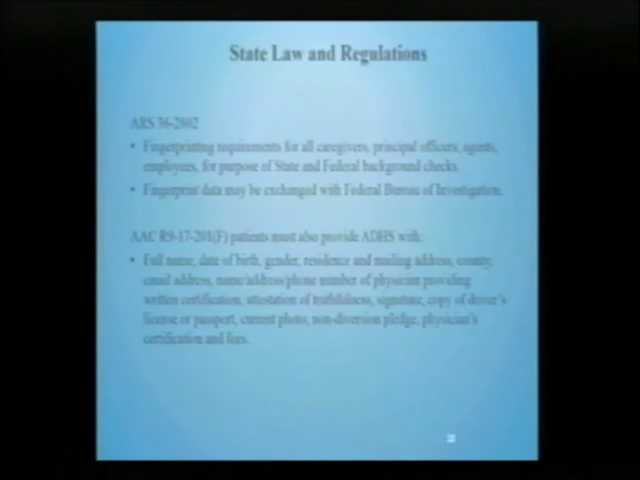 State Law and Regulations
ARS 36-2802
• Fingerprinting requirements for all caregivers, principal officers, agents,
employees, for purpose of State and Federal background checks.
• Fingerprint data may be exchanged with Federal Bureau of Investigation.
AAC R9-17-201(F) patients must also provide ADHS with:
• Full name, date of birth, gender, residence and mailing address, county,
email address, name/address/phone number of physician providing
written certification, attestation of truthfulness, signature, copy of driver's
license or passport, current photo, non-diversion pledge, physician's
certification and fees.